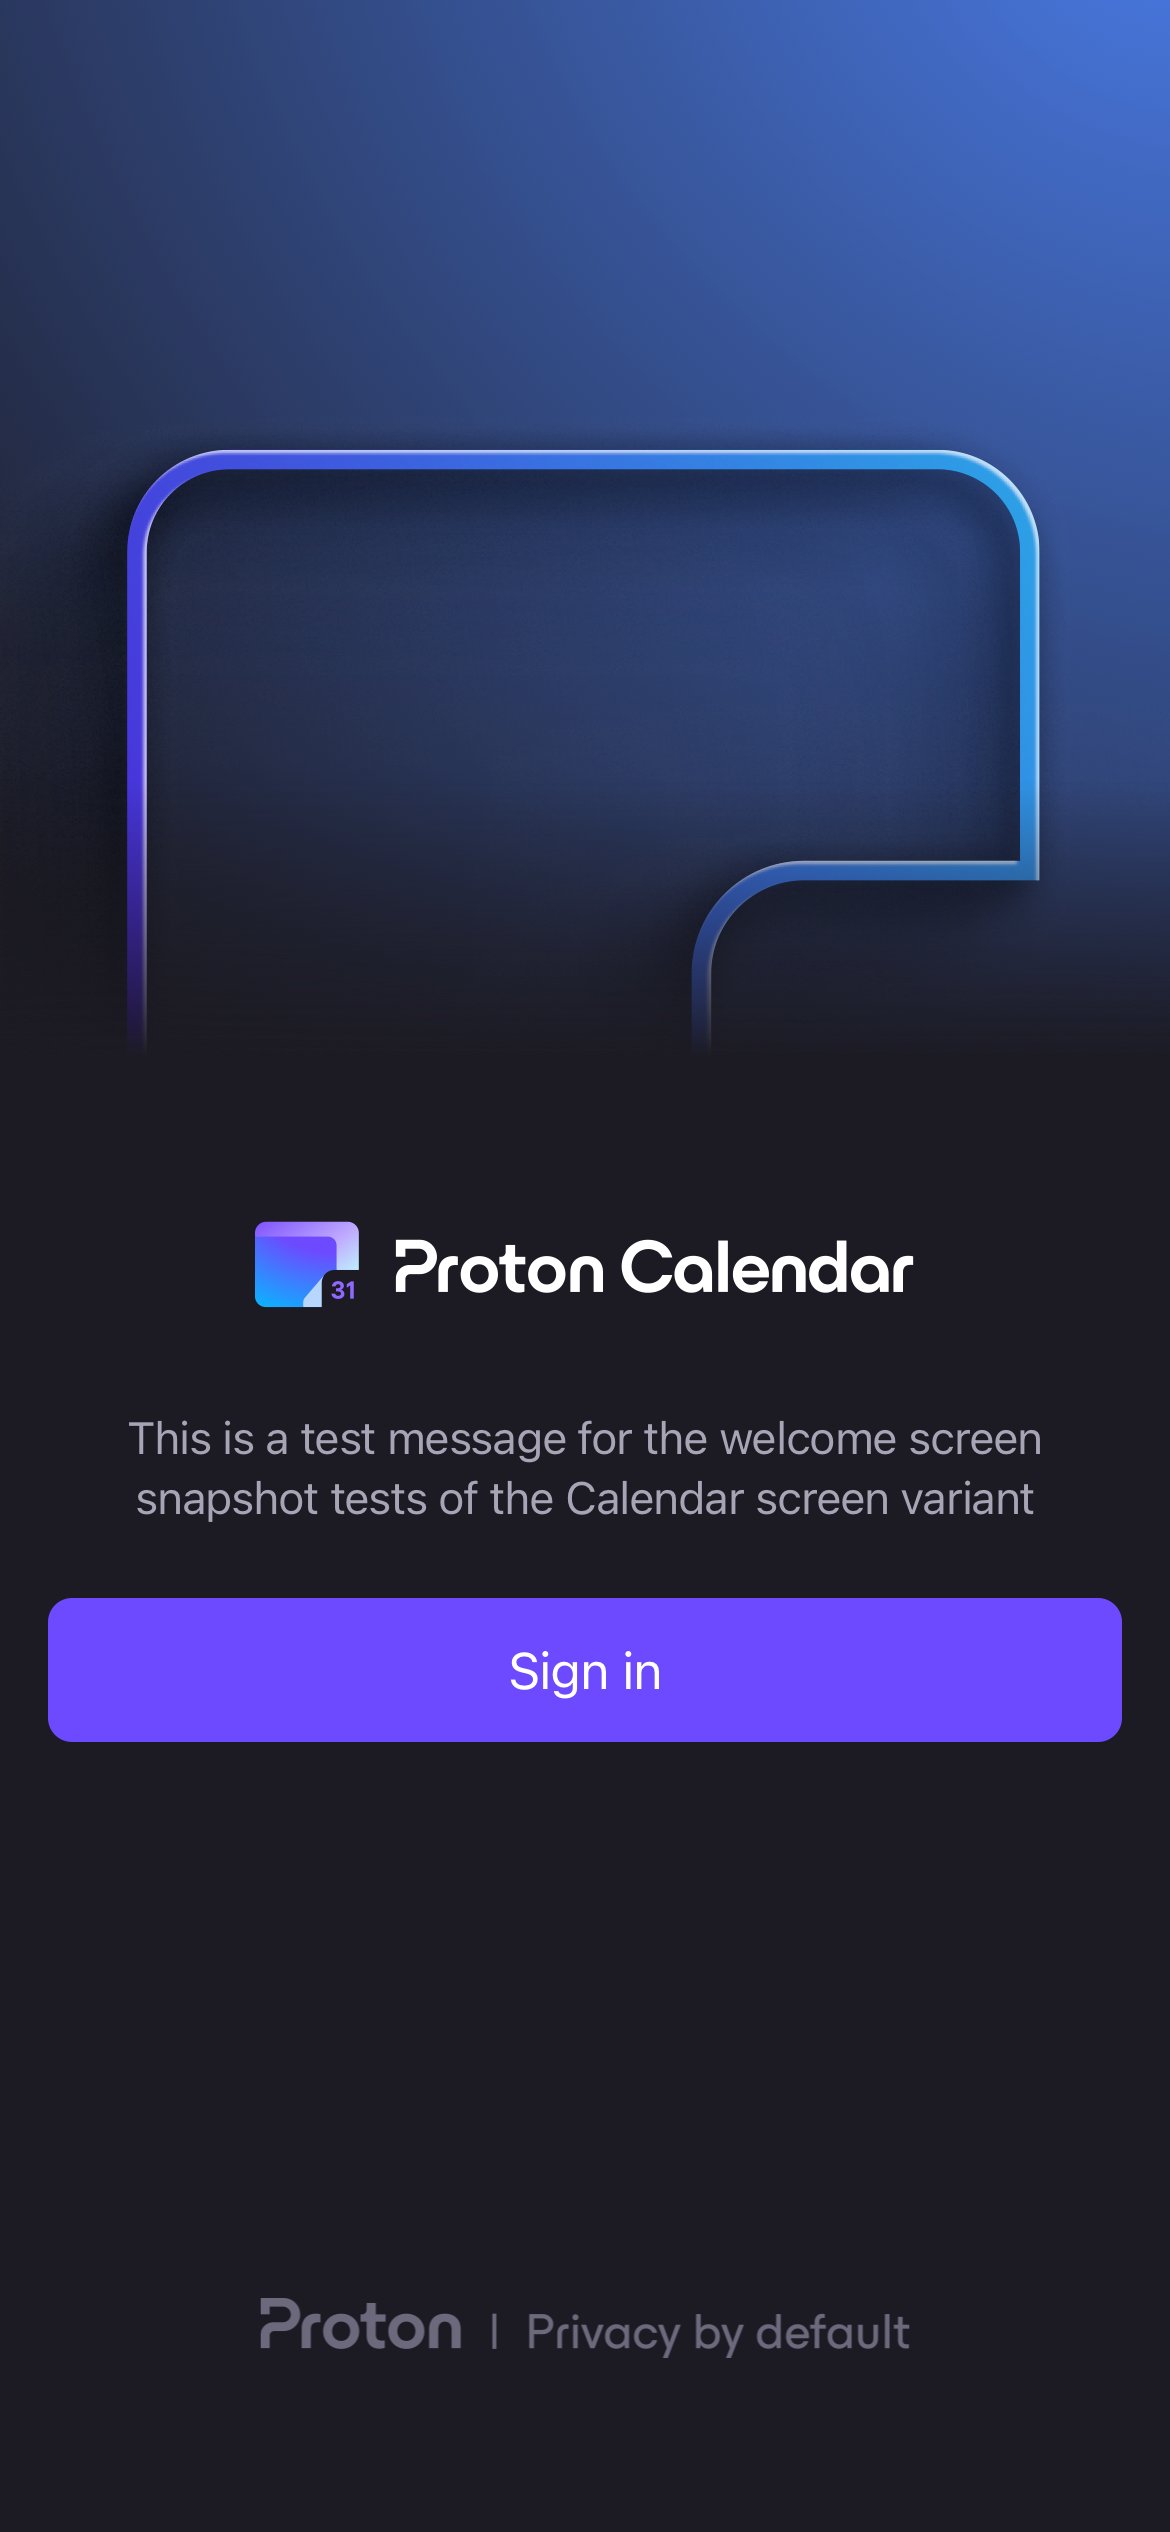 31
Proton Calendar
This is a test message for the welcome screen
snapshot tests of the Calendar screen variant
Sign in
Proton | Privacy by default